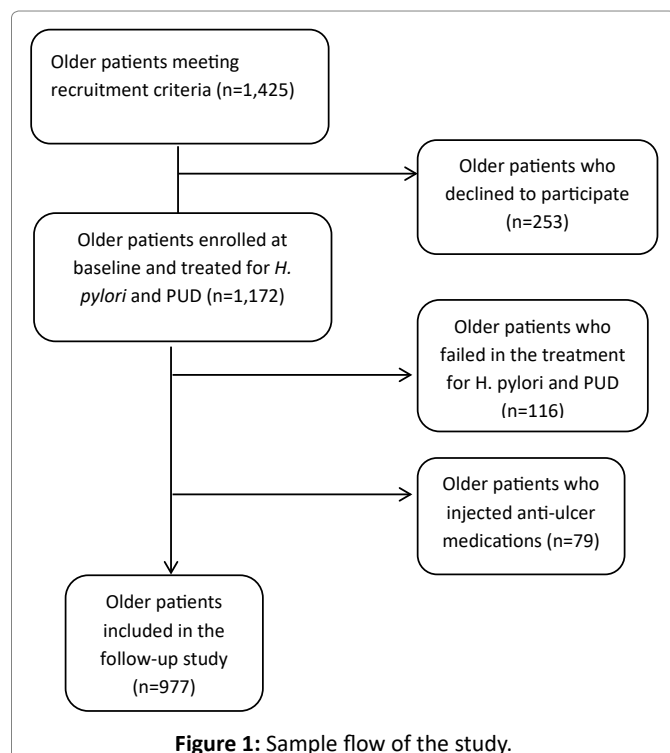 Older patients meeting
recruitment criteria (n=1,425)
Older patients who
declined to participate
(n=253)
Older patients enrolled at
baseline and treated for H.
pylori and PUD (n=1,172)
Older patients who
failed in the treatment
for H. pylori and PUD
(n=116)
Older patients who
injected anti-ulcer
medications (n=79)
Older patients
included in the
follow-up study
(n=977)
Figure 1: Sample flow of the study.